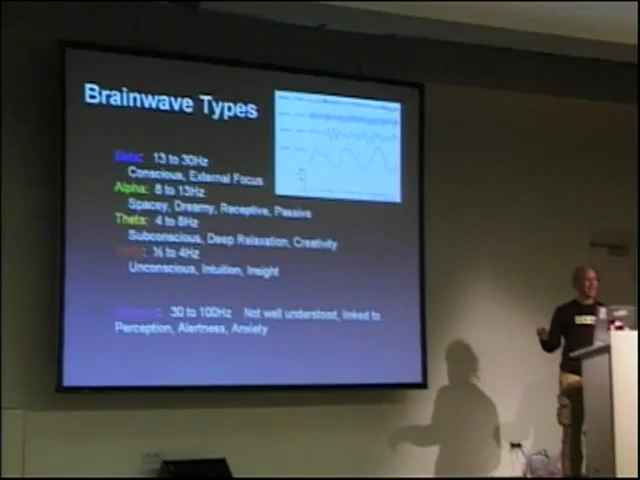 Brainwave Types
Beta: 13 to 30Hz
Conscious, External Focus
Alpha: 8 to 13Hz
Spacey, Dreamy, Receptive, Passive
Theta: 4 to 8Hz
Subconscious, Deep Relaxation, Creativity
½ to 4Hz
Unconscious, Intuition, Insight
30 to 100Hz Not well understood, linked to
Perception, Alertness, Anxiety